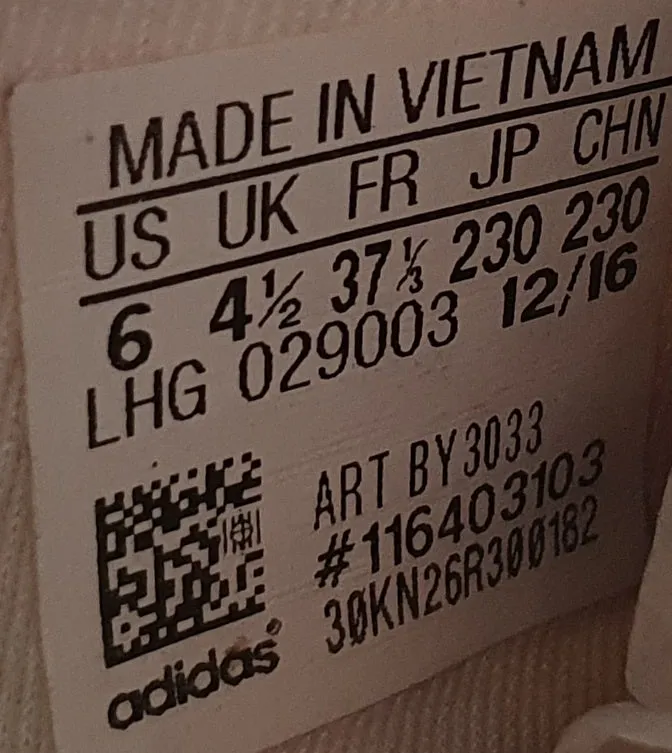 MADE IN VIETNAM
US UK FR JP CHN
6 4½ 37⅓ 230 230
LHG 029003 12/16
ART BY3033
#116403103
30KN26R300182
adidas